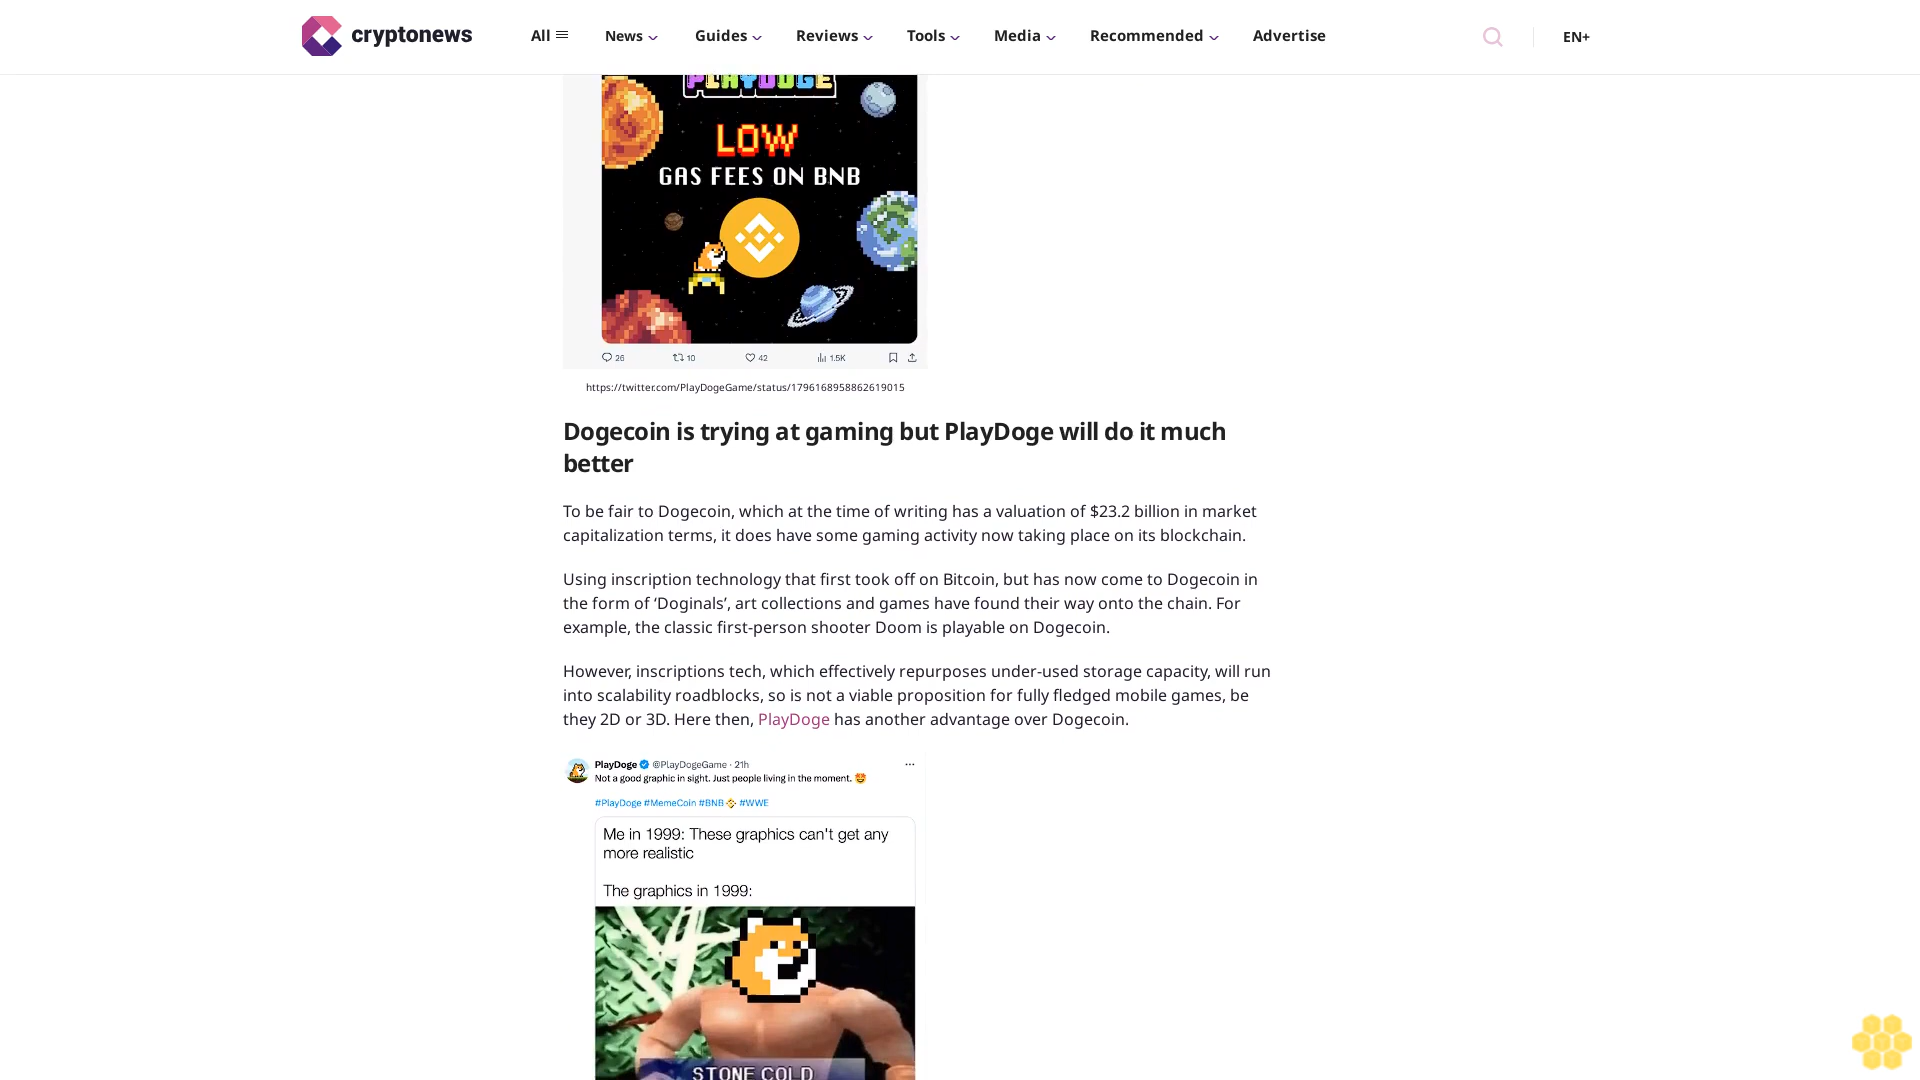 cryptonews
All
News
Guides
Reviews
Tools
Media
Recommended
Advertise
EN+
PLAYDOGE
LOW
GAS FEES ON BNB
26
10
42
1.5K
https://twitter.com/PlayDogeGame/status/1796168958862619015
Dogecoin is trying at gaming but PlayDoge will do it much
better
To be fair to Dogecoin, which at the time of writing has a valuation of $23.2 billion in market
capitalization terms, it does have some gaming activity now taking place on its blockchain.
Using inscription technology that first took off on Bitcoin, but has now come to Dogecoin in
the form of ‘Doginals’, art collections and games have found their way onto the chain. For
example, the classic first-person shooter Doom is playable on Dogecoin.
However, inscriptions tech, which effectively repurposes under-used storage capacity, will run
into scalability roadblocks, so is not a viable proposition for fully fledged mobile games, be
they 2D or 3D. Here then, PlayDoge has another advantage over Dogecoin.
PlayDoge @PlayDogeGame · 21h
Not a good graphic in sight. Just people living in the moment. 🤩
#PlayDoge #MemeCoin #BNB #WWE
Me in 1999: These graphics can't get any
more realistic
The graphics in 1999:
STONE COLD